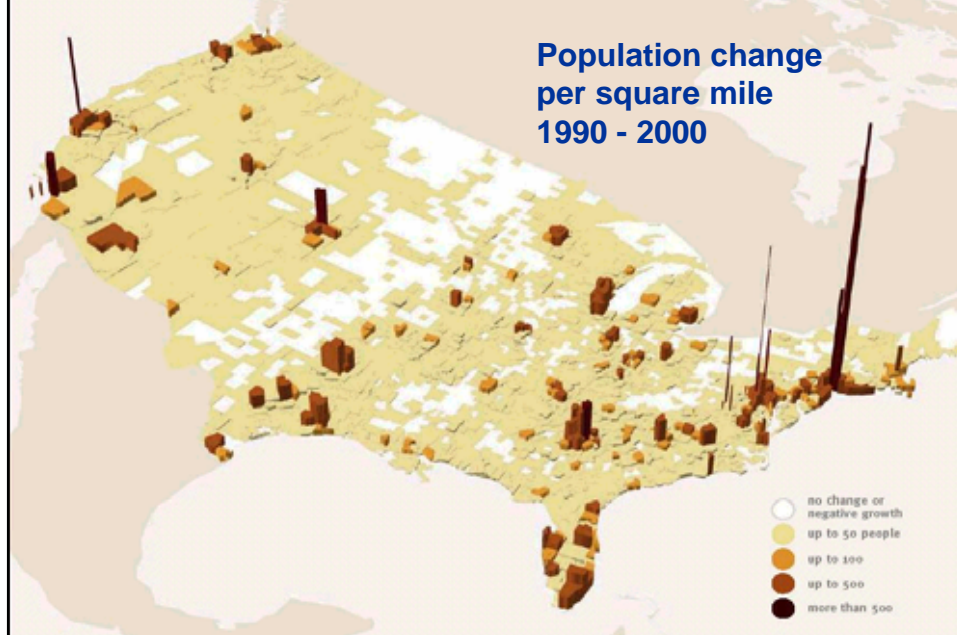 Population change
per square mile
1990 - 2000
no change or
negative growth
up to 50 people
up to 100
up to 500
more than 500